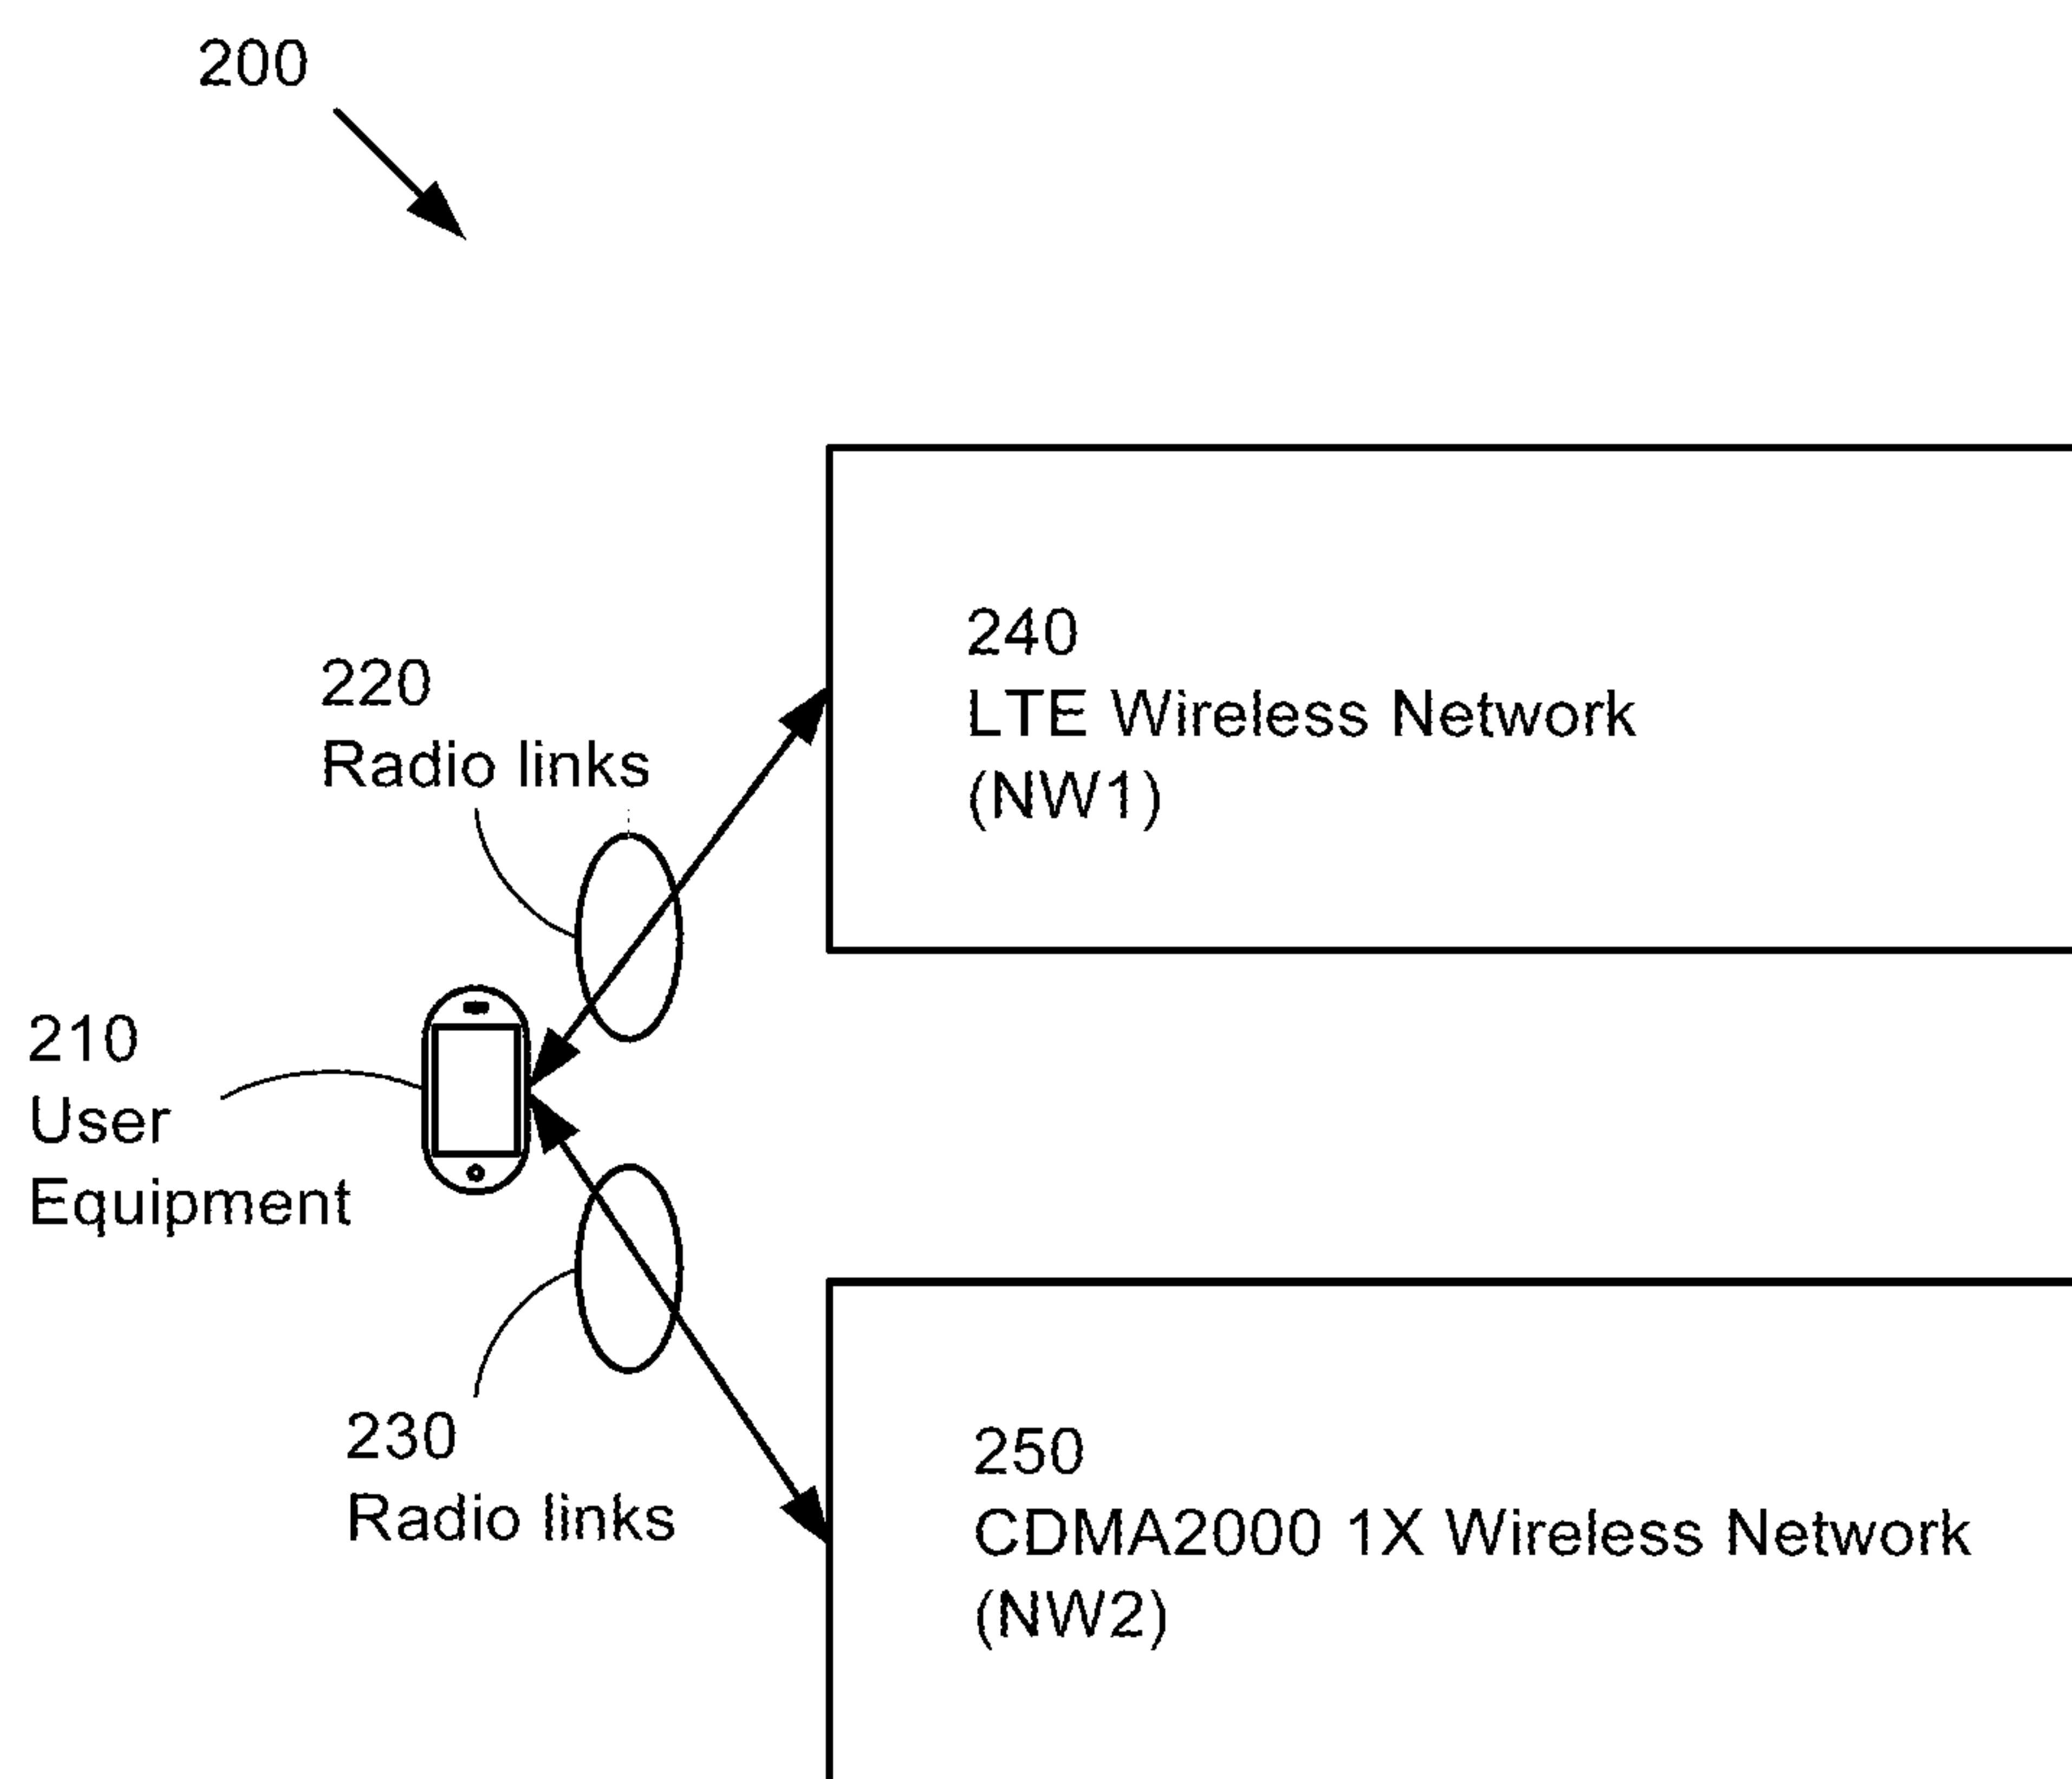 200
220
Radio links
240
LTE Wireless Network
(NW1)
210
User
Equipment
230
Radio links
250
CDMA2000 1X Wireless Network
(NW2)